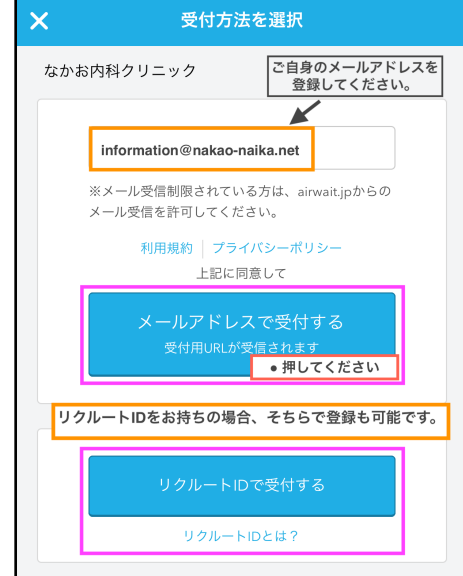 受付方法を選択
なかお内科クリニック
ご自身のメールアドレスを
登録してください。
information@nakao-naika.net
※メール受信制限されている方は、airwait.jpからの
メール受信を許可してください。
利用規約 プライバシーポリシー
上記に同意して
メールアドレスで受付する
受付用URLが受信されます
● 押してください
リクルートIDをお持ちの場合、そちらで登録も可能です。
リクルートIDで受付する
リクルートIDとは？